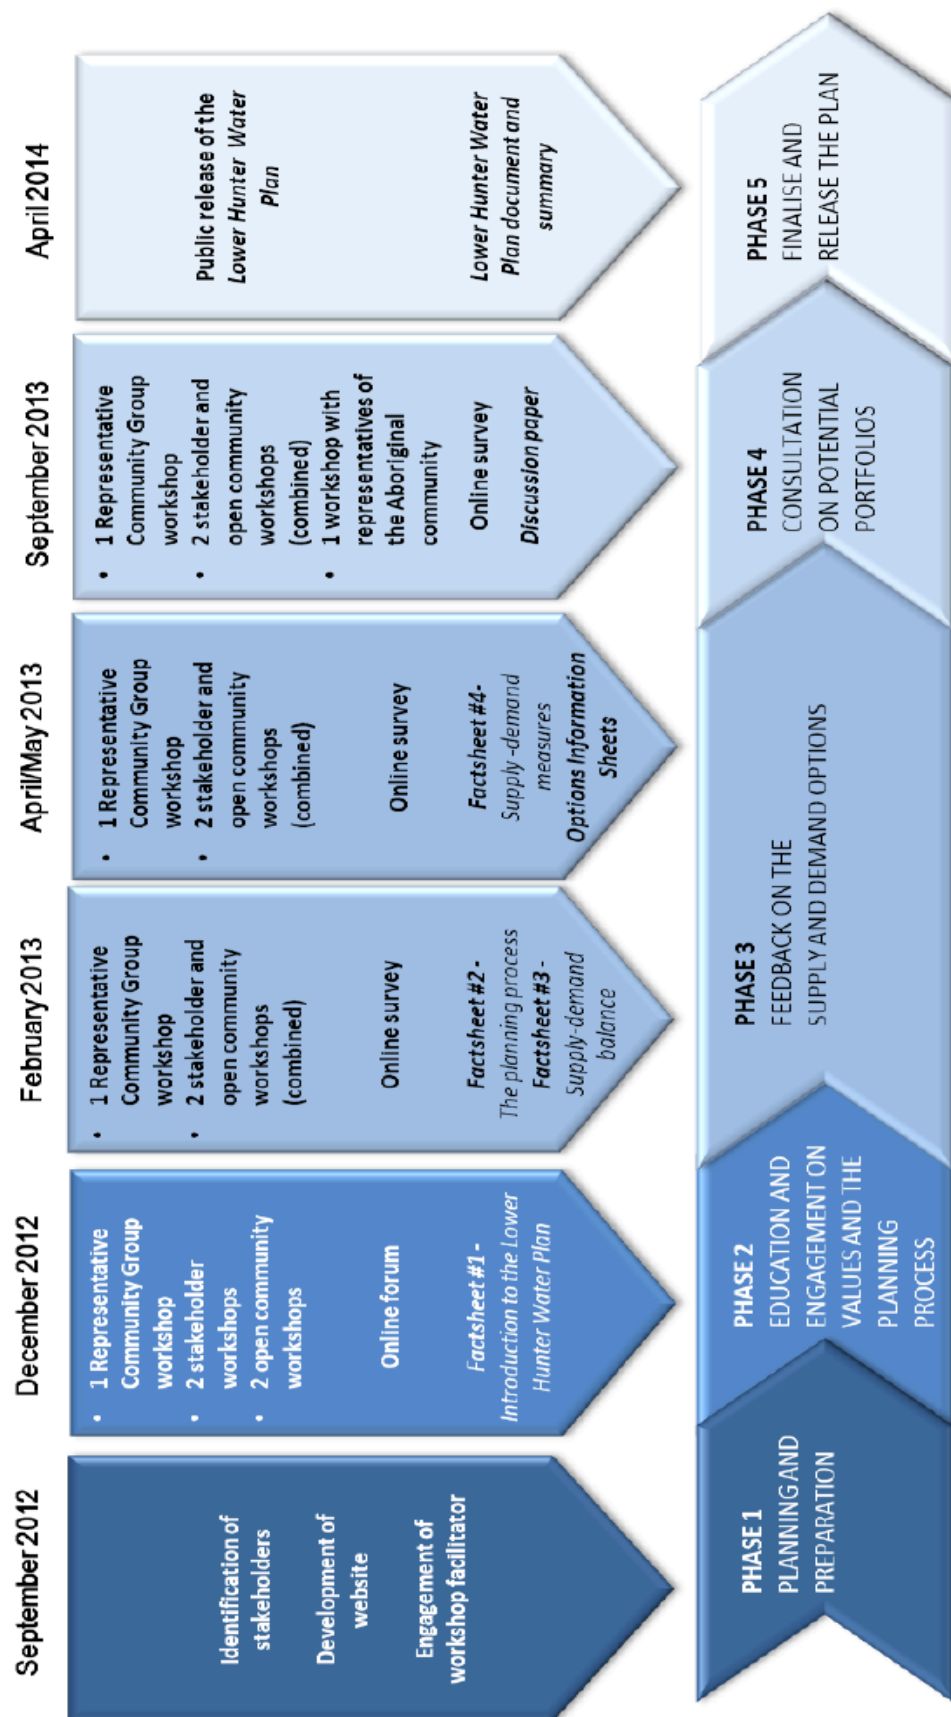 September 2012
Identification of
stakeholders
Development of
website
Engagement of
workshop facilitator
December 2012
• 1 Representative
Community Group
workshop
• 2 stakeholder
workshops
• 2 open community
workshops
Online forum
Factsheet #1 -
Introduction to the Lower
Hunter Water Plan
February 2013
• 1 Representative
Community Group
workshop
• 2 stakeholder and
open community
workshops
(combined)
Online survey
Factsheet #2 -
The planning process
Factsheet #3 -
Supply-demand
balance
April/May 2013
• 1 Representative
Community Group
workshop
• 2 stakeholder and
open community
workshops
(combined)
Online survey
Factsheet #4-
Supply -demand
measures
Options Information
Sheets
September 2013
• 1 Representative
Community Group
workshop
• 2 stakeholder and
open community
workshops
(combined)
• 1 workshop with
representatives of
the Aboriginal
community
Online survey
Discussion paper
April 2014
Public release of the
Lower Hunter Water
Plan
Lower Hunter Water
Plan document and
summary
PHASE 1
PLANNING AND
PREPARATION
PHASE 2
EDUCATION AND
ENGAGEMENT ON
VALUES AND THE
PLANNING
PROCESS
PHASE 3
FEEDBACK ON THE
SUPPLY AND DEMAND OPTIONS
PHASE 4
CONSULTATION
ON POTENTIAL
PORTFOLIOS
PHASE 5
FINALISE AND
RELEASE THE PLAN